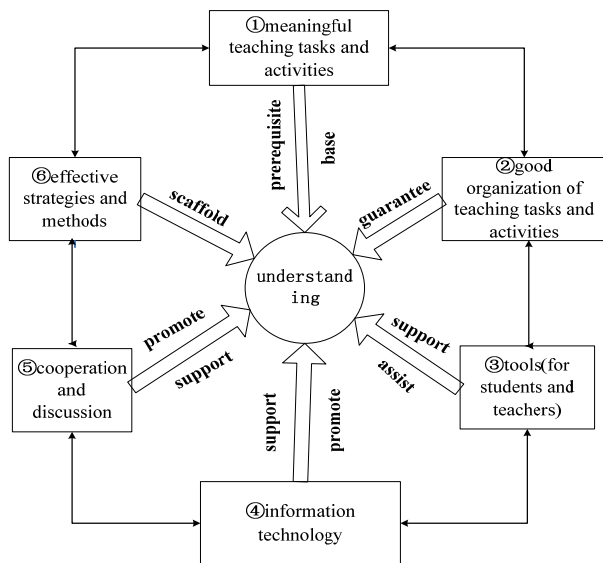 ①meaningful
teaching tasks and
activities
prerequisite
base
⑥effective
strategies and
methods
scaffold
②good
organization of
teaching tasks and
activities
guarantee
understand
ing
⑤cooperation
and
discussion
promote
support
③tools(for
students and
teachers)
support
assist
support
promote
④information
technology